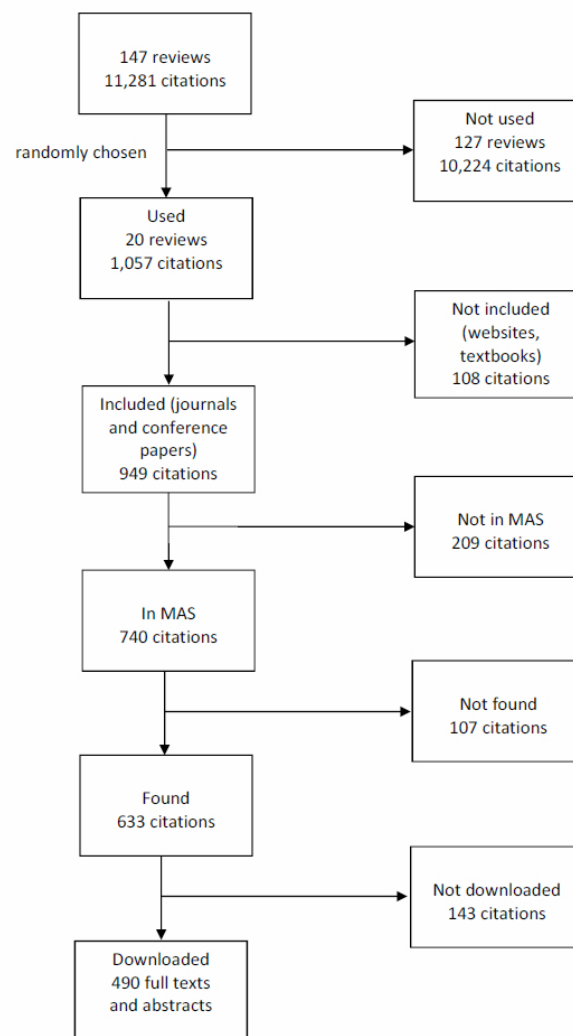 147 reviews
11,281 citations
randomly chosen
Not used
127 reviews
10,224 citations
Used
20 reviews
1,057 citations
Not included
(websites,
textbooks)
108 citations
Included (journals
and conference
papers)
949 citations
Not in MAS
209 citations
In MAS
740 citations
Not found
107 citations
Found
633 citations
Not downloaded
143 citations
Downloaded
490 full texts
and abstracts